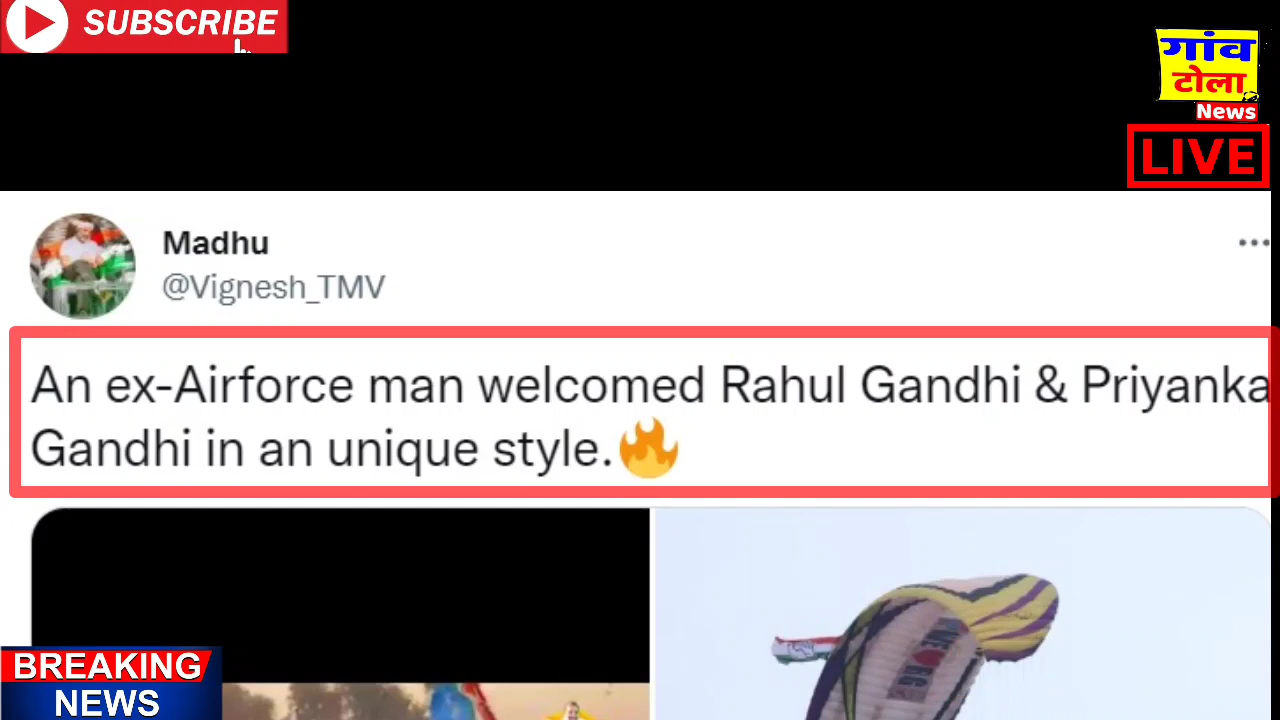 SUBSCRIBE
गांव
टोला
News
LIVE
Madhu
@Vignesh_TMV
An ex-Airforce man welcomed Rahul Gandhi & Priyanka
Gandhi in an unique style.🔥
BREAKING
NEWS